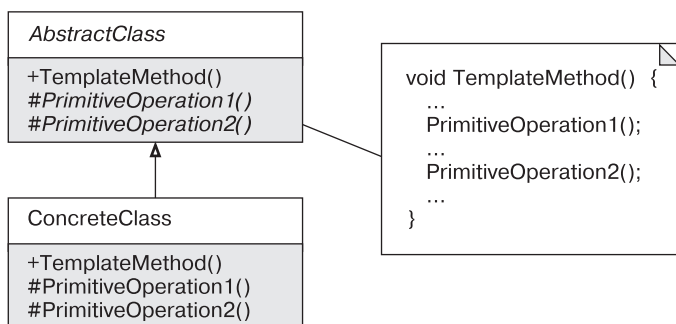 AbstractClass
+TemplateMethod()
#PrimitiveOperation1()
#PrimitiveOperation2()
void TemplateMethod() {
...
PrimitiveOperation1();
...
PrimitiveOperation2();
...
}
ConcreteClass
+TemplateMethod()
#PrimitiveOperation1()
#PrimitiveOperation2()